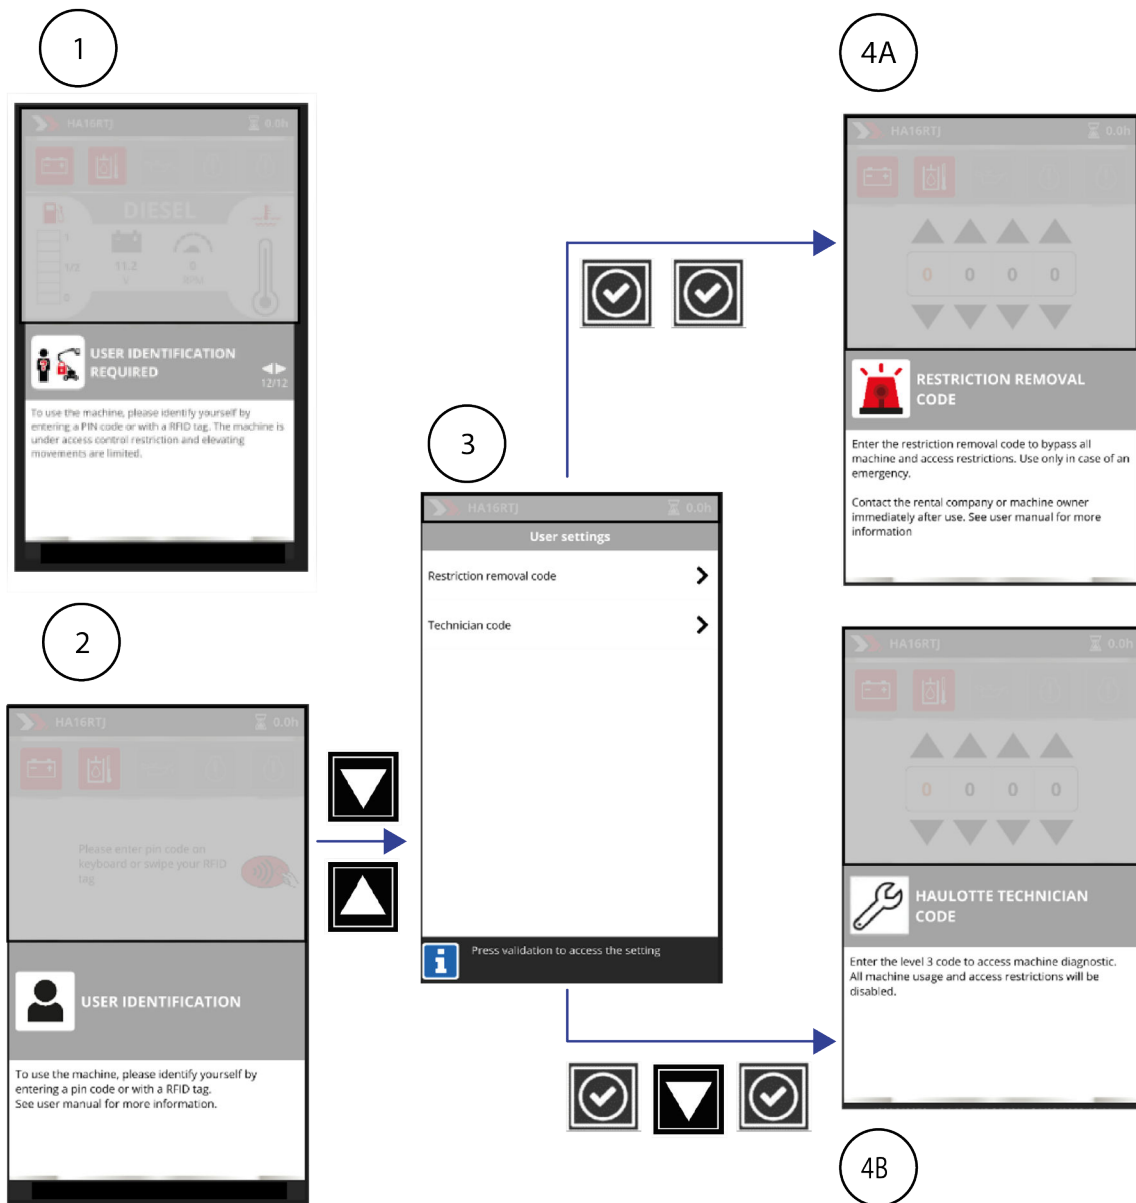 1
HA16RTJ 0.0h
DIESEL
1
1/2
0
11.2
V
0
RPM
USER IDENTIFICATION
REQUIRED
12/12
To use the machine, please identify yourself by
entering a PIN code or with a RFID tag. The machine is
under access control restriction and elevating
movements are limited.
2
HA16RTJ 0.0h
Please enter pin code on
keyboard or swipe your RFID
tag
USER IDENTIFICATION
To use the machine, please identify yourself by
entering a pin code or with a RFID tag.
See user manual for more information.
3
HA16RTJ 0.0h
User settings
Restriction removal code
Technician code
Press validation to access the setting
4A
HA16RTJ 0.0h
0 0 0 0
RESTRICTION REMOVAL
CODE
Enter the restriction removal code to bypass all
machine and access restrictions. Use only in case of an
emergency.
Contact the rental company or machine owner
immediately after use. See user manual for more
information
HA16RTJ 0.0h
0 0 0 0
HAULOTTE TECHNICIAN
CODE
Enter the level 3 code to access machine diagnostic.
All machine usage and access restrictions will be
disabled.
4B